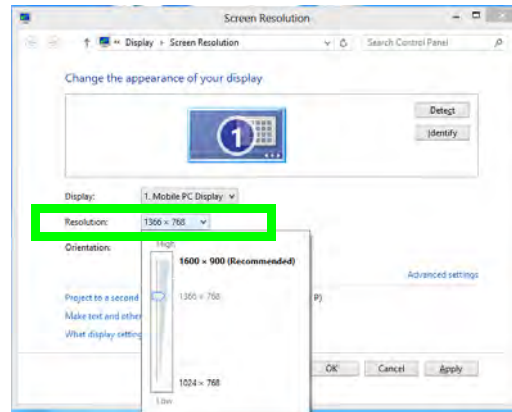 Screen Resolution
« Display › Screen Resolution
Search Control Panel
Change the appearance of your display
1
Detect
Identify
Display: 1. Mobile PC Display
Resolution: 1366 × 768
Orientation:
High
1600 × 900 (Recommended)
Advanced settings
1366 × 768
Project to a second
P)
Make text and other
What display setting
OK Cancel Apply
1024 × 768
Low